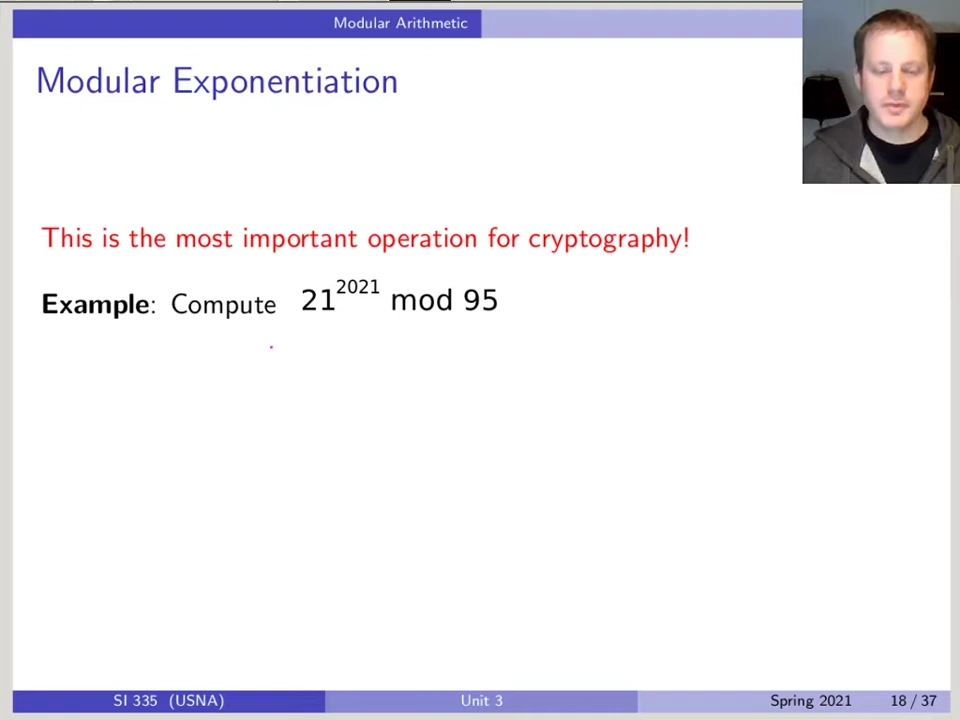 Modular Arithmetic
Modular Exponentiation
This is the most important operation for cryptography!
Example: Compute 21^2021 mod 95
SI 335 (USNA) Unit 3 Spring 2021 18 / 37